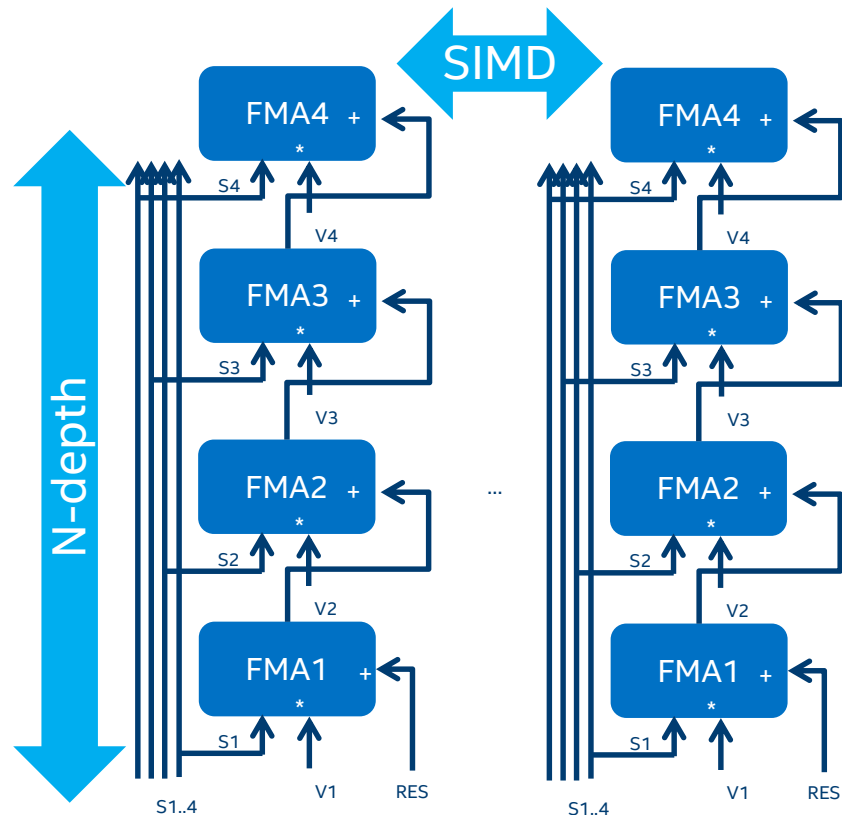 SIMD
N-depth
FMA4 +
*
S4
V4
FMA3 +
*
S3
V3
FMA2 +
*
S2
V2
FMA1 +
*
S1
V1
RES
S1..4
...
FMA4 +
*
S4
V4
FMA3 +
*
S3
V3
FMA2 +
*
S2
V2
FMA1 +
*
S1
V1
RES
S1..4